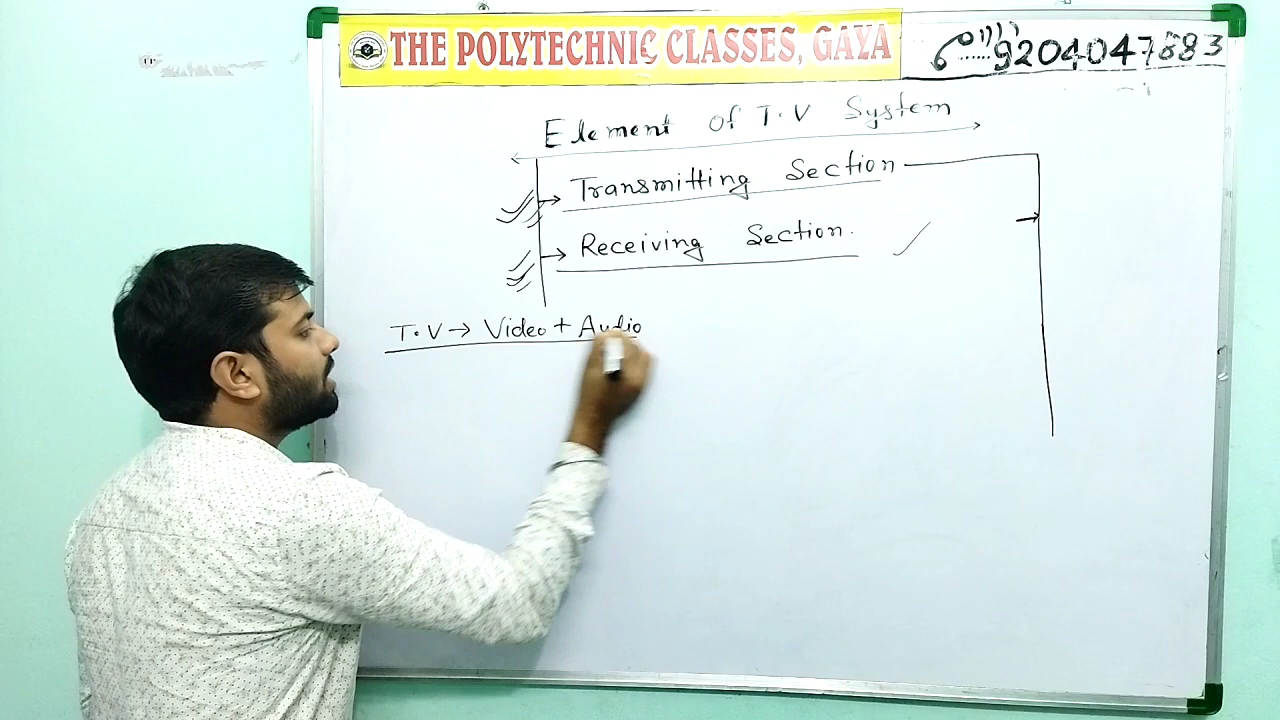 THE POLYTECHNIC CLASSES, GAYA
9204047883
Element of T.V System
Transmitting Section
Receiving Section.
T.V → Video + Audio